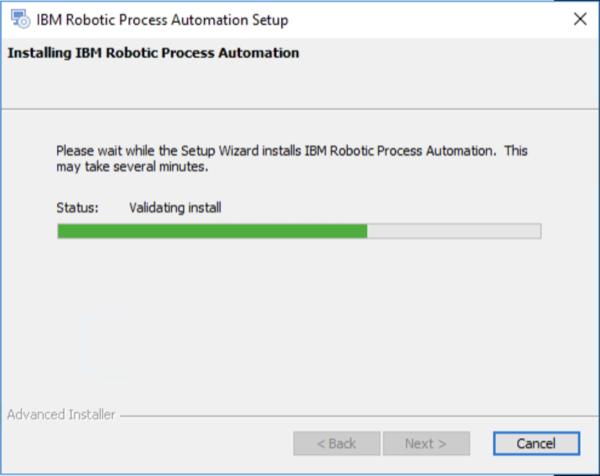 IBM Robotic Process Automation Setup
Installing IBM Robotic Process Automation
Please wait while the Setup Wizard installs IBM Robotic Process Automation. This
may take several minutes.
Status: Validating install
Advanced Installer
< Back Next > Cancel